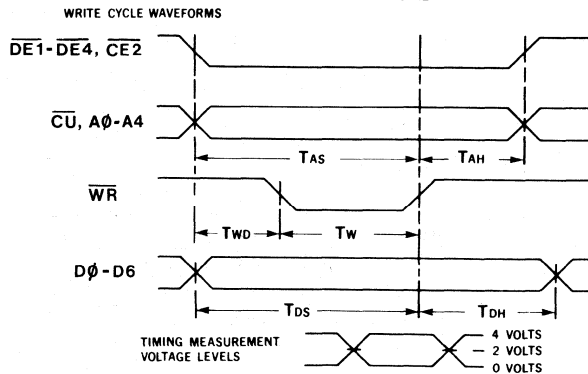 WRITE CYCLE WAVEFORMS
DE1-DE4, CE2
CU, AØ-A4
TAS
TAH
WR
TWD
TW
DØ-D6
TDS
TDH
TIMING MEASUREMENT
VOLTAGE LEVELS
4 VOLTS
2 VOLTS
0 VOLTS